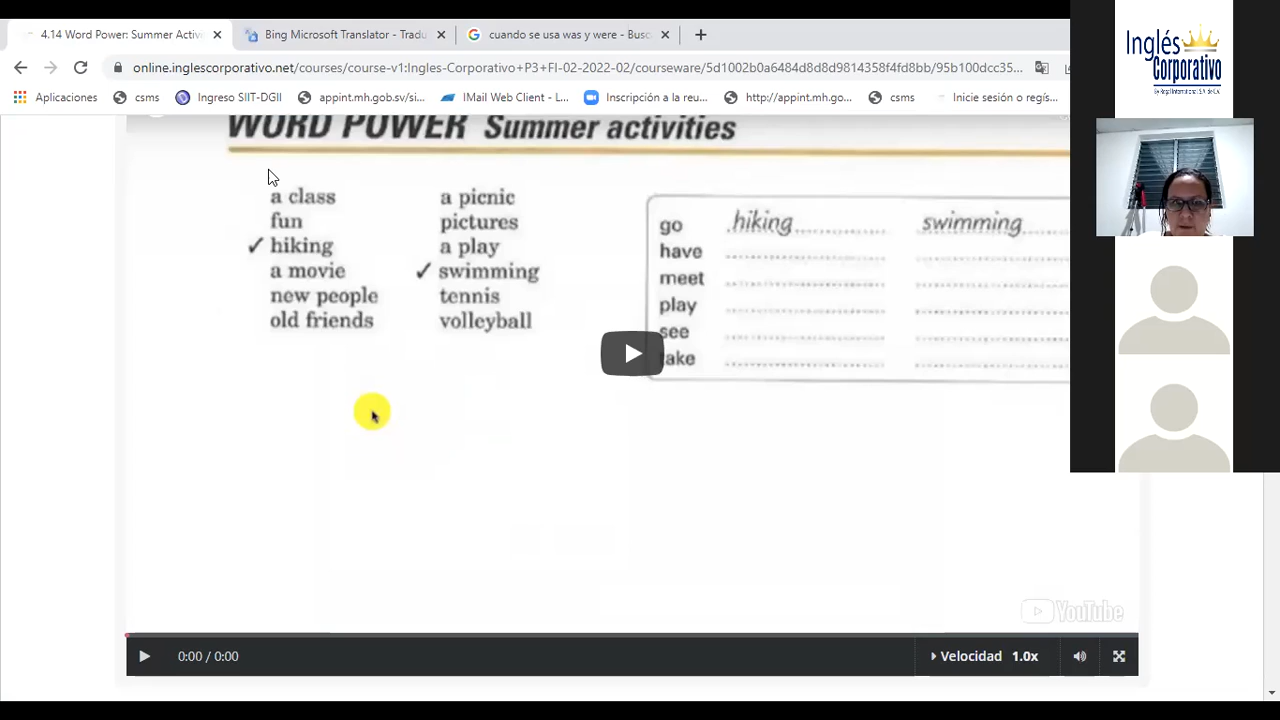 4.14 Word Power: Summer Activi
Bing Microsoft Translator - Tradu
cuando se usa was y were - Busc
online.inglescorporativo.net/courses/course-v1:Ingles-Corporativo+P3+FI-02-2022-02/courseware/5d1002b0a6484d8d8d9814358f4fd8bb/95b100dcc35...
Aplicaciones
csms
Ingreso SIIT-DGII
appint.mh.gob.sv/si...
IMail Web Client - L...
Inscripción a la reu...
http://appint.mh.go...
csms
Inicie sesión o regís...
Inglés
Corporativo
WORD POWER Summer activities
a class
fun
✓ hiking
a movie
new people
old friends
a picnic
pictures
a play
✓ swimming
tennis
volleyball
go hiking swimming
have
meet
play
see
take
YouTube
0:00 / 0:00
Velocidad 1.0x